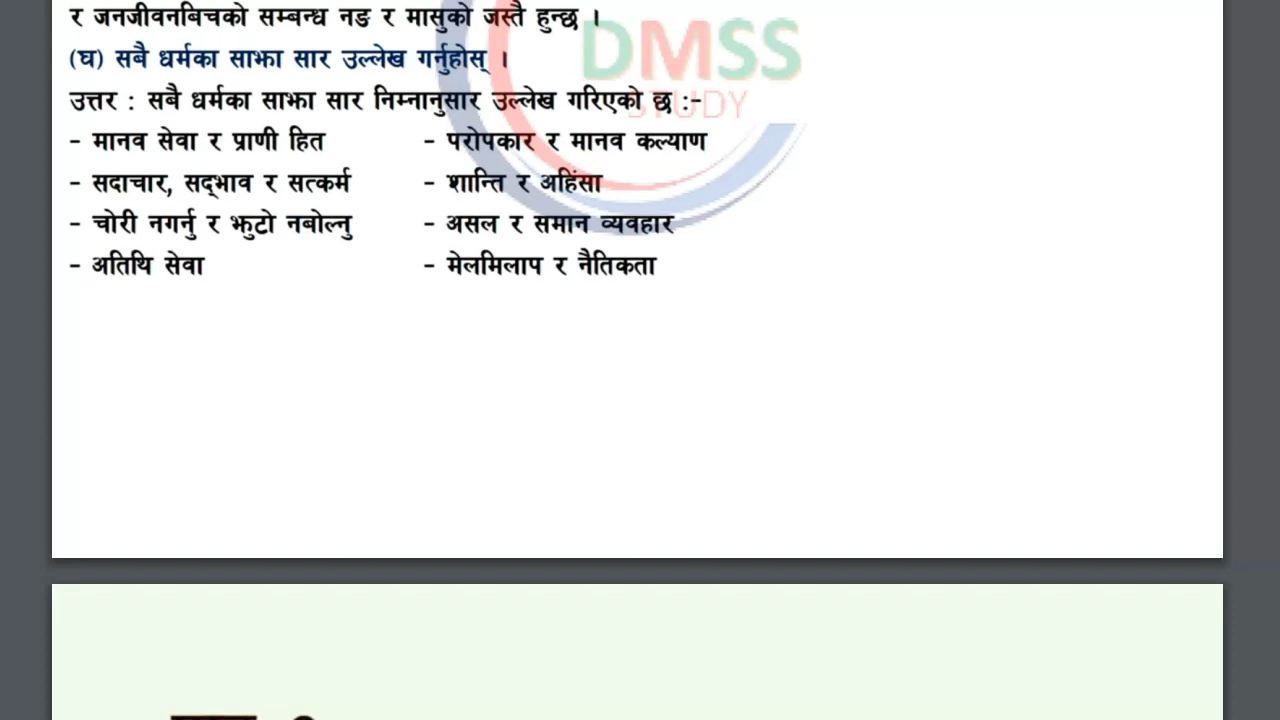 र जनजीवनबिचको सम्बन्ध नङ र मासुको जस्तै हुन्छ ।
(घ) सबै धर्मका साझा सार उल्लेख गर्नुहोस् ।
उत्तर : सबै धर्मका साझा सार निम्नानुसार उल्लेख गरिएको छ :-
- मानव सेवा र प्राणी हित - परोपकार र मानव कल्याण
- सदाचार, सद्‌भाव र सत्कर्म - शान्ति र अहिंसा
- चोरी नगर्नु र झुटो नबोल्नु - असल र समान व्यवहार
- अतिथि सेवा - मेलमिलाप र नैतिकता
DMSS
STUDY